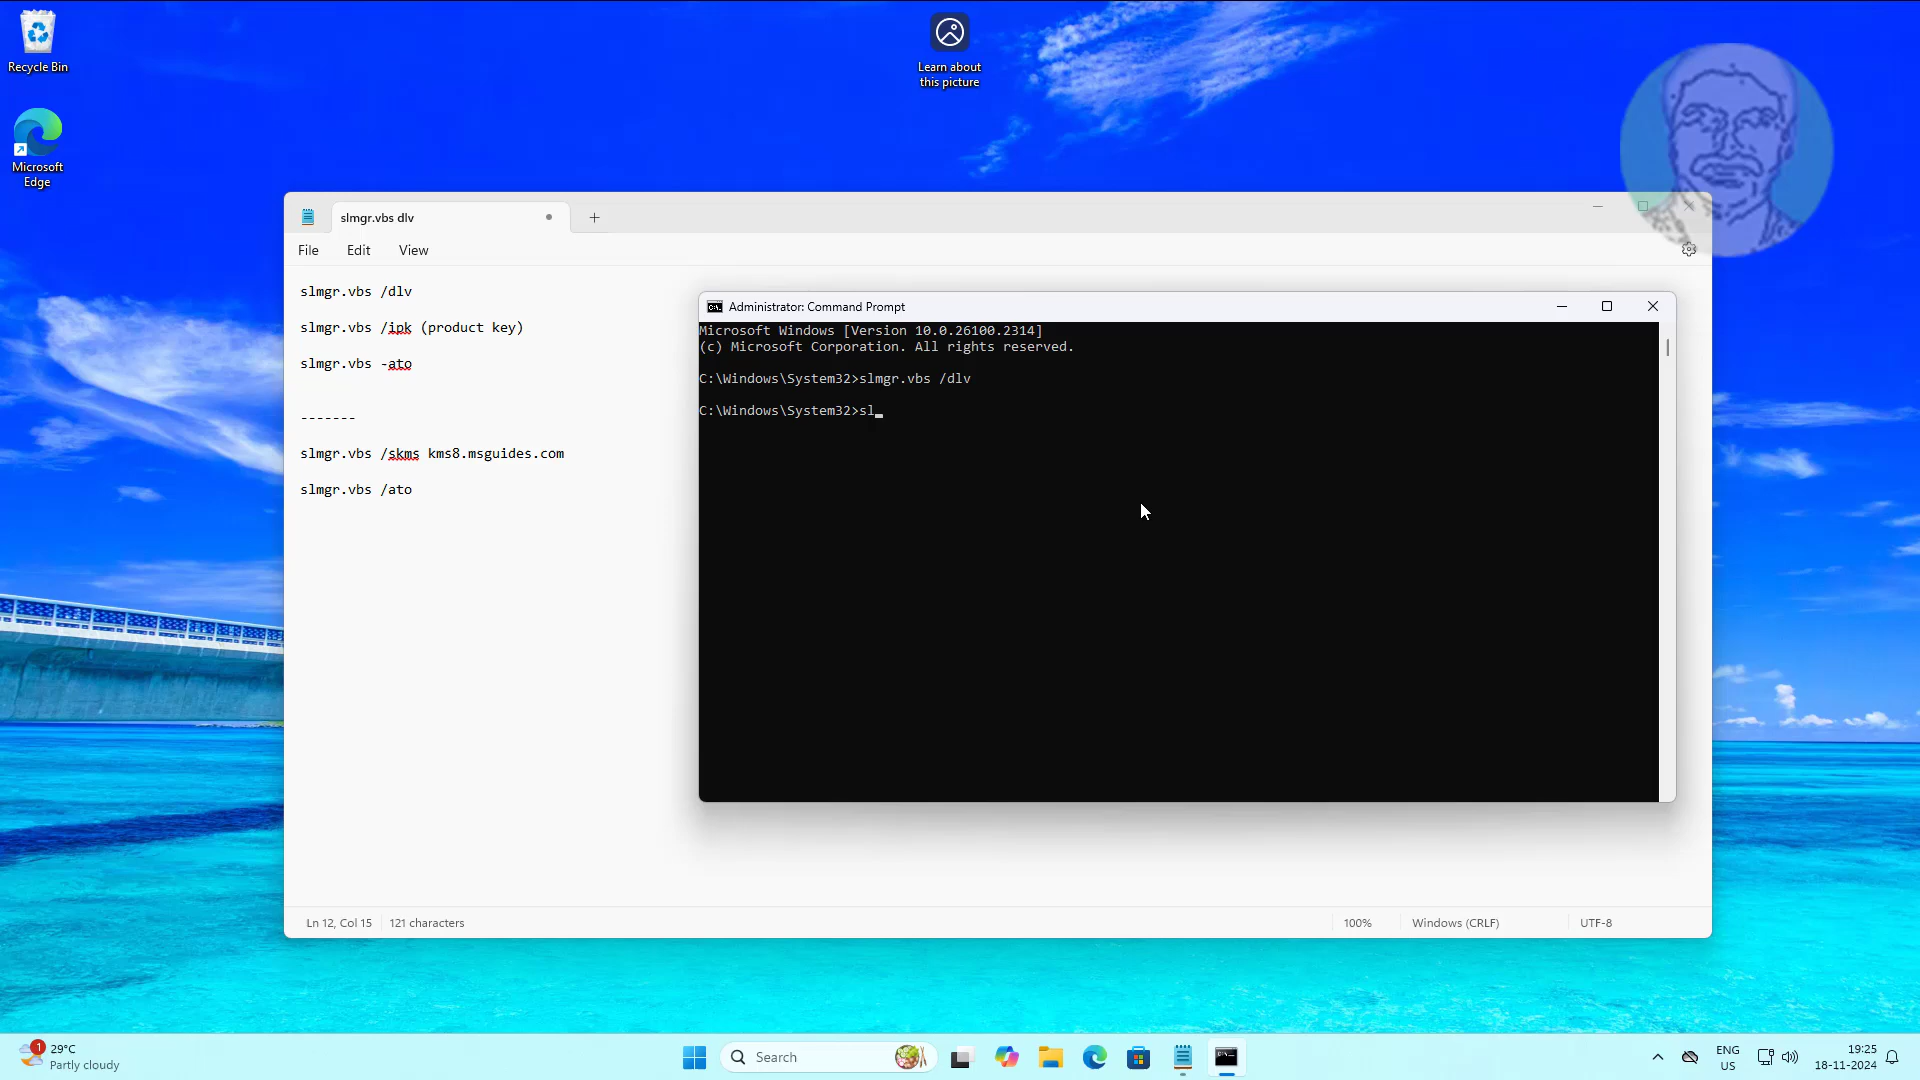 Recycle Bin
Learn about
this picture
Microsoft
Edge
slmgr.vbs dlv
File Edit View
slmgr.vbs /dlv
slmgr.vbs /ipk (product key)
slmgr.vbs -ato
-------
slmgr.vbs /skms kms8.msguides.com
slmgr.vbs /ato
Administrator: Command Prompt
Microsoft Windows [Version 10.0.26100.2314]
(c) Microsoft Corporation. All rights reserved.
C:\Windows\System32>slmgr.vbs /dlv
C:\Windows\System32>sl
Ln 12, Col 15 121 characters 100% Windows (CRLF) UTF-8
1
29°C
Partly cloudy
Search
ENG
US
19:25
18-11-2024